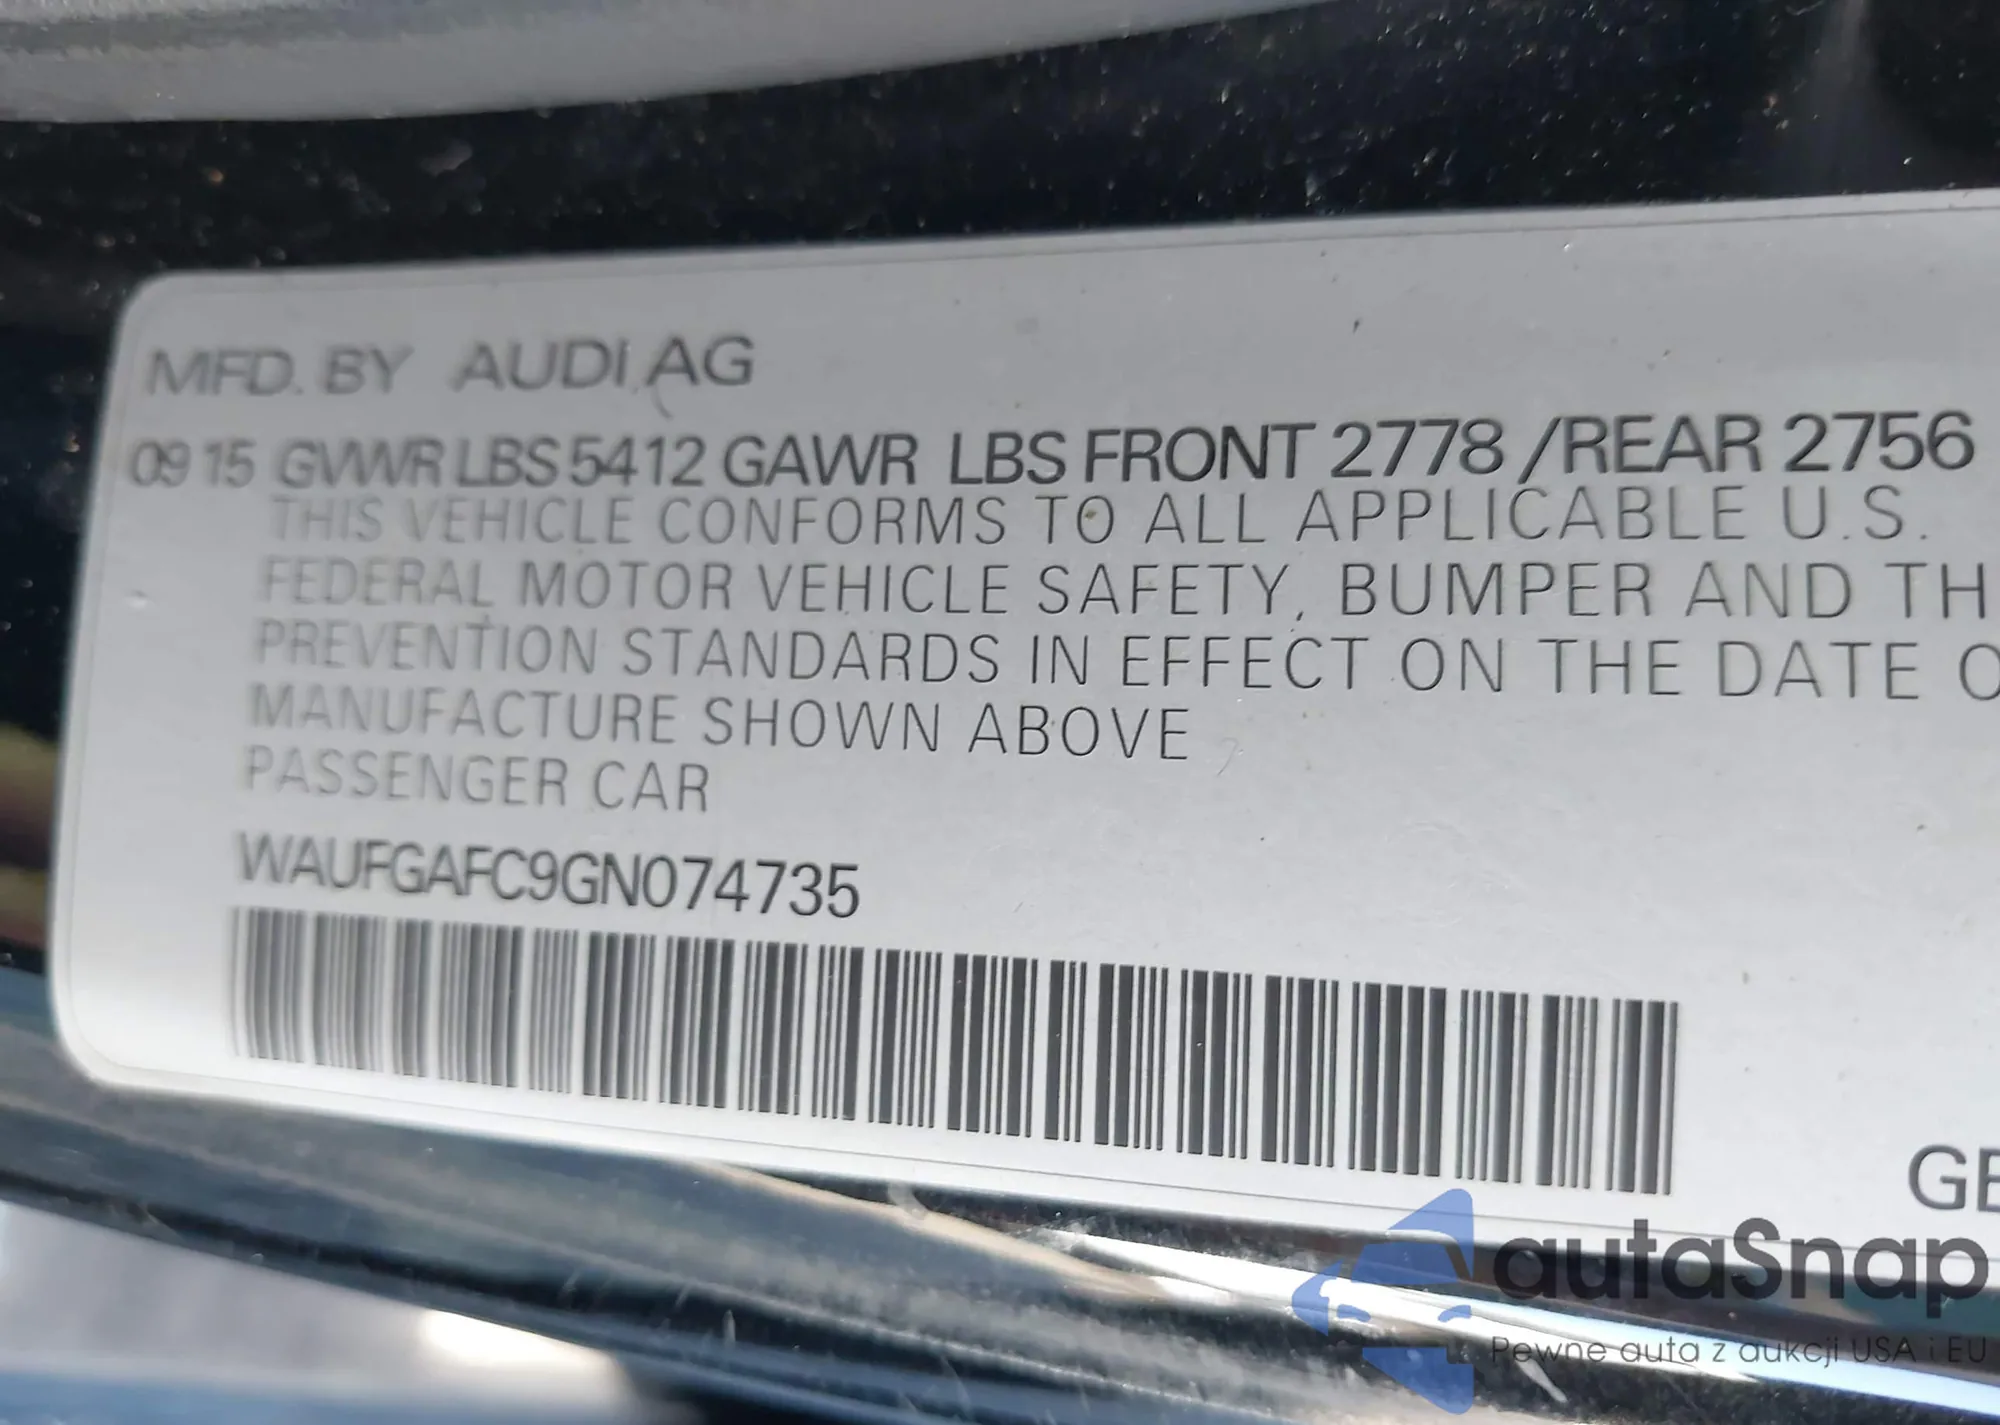 MFD. BY AUDI AG
09 15 GVWR LBS 5412 GAWR LBS FRONT 2778 /REAR 2756
THIS VEHICLE CONFORMS TO ALL APPLICABLE U.S.
FEDERAL MOTOR VEHICLE SAFETY, BUMPER AND TH
PREVENTION STANDARDS IN EFFECT ON THE DATE O
MANUFACTURE SHOWN ABOVE
PASSENGER CAR
WAUFGAFC9GN074735
GE
autaSnap
Pewne auta z aukcji USA i EU